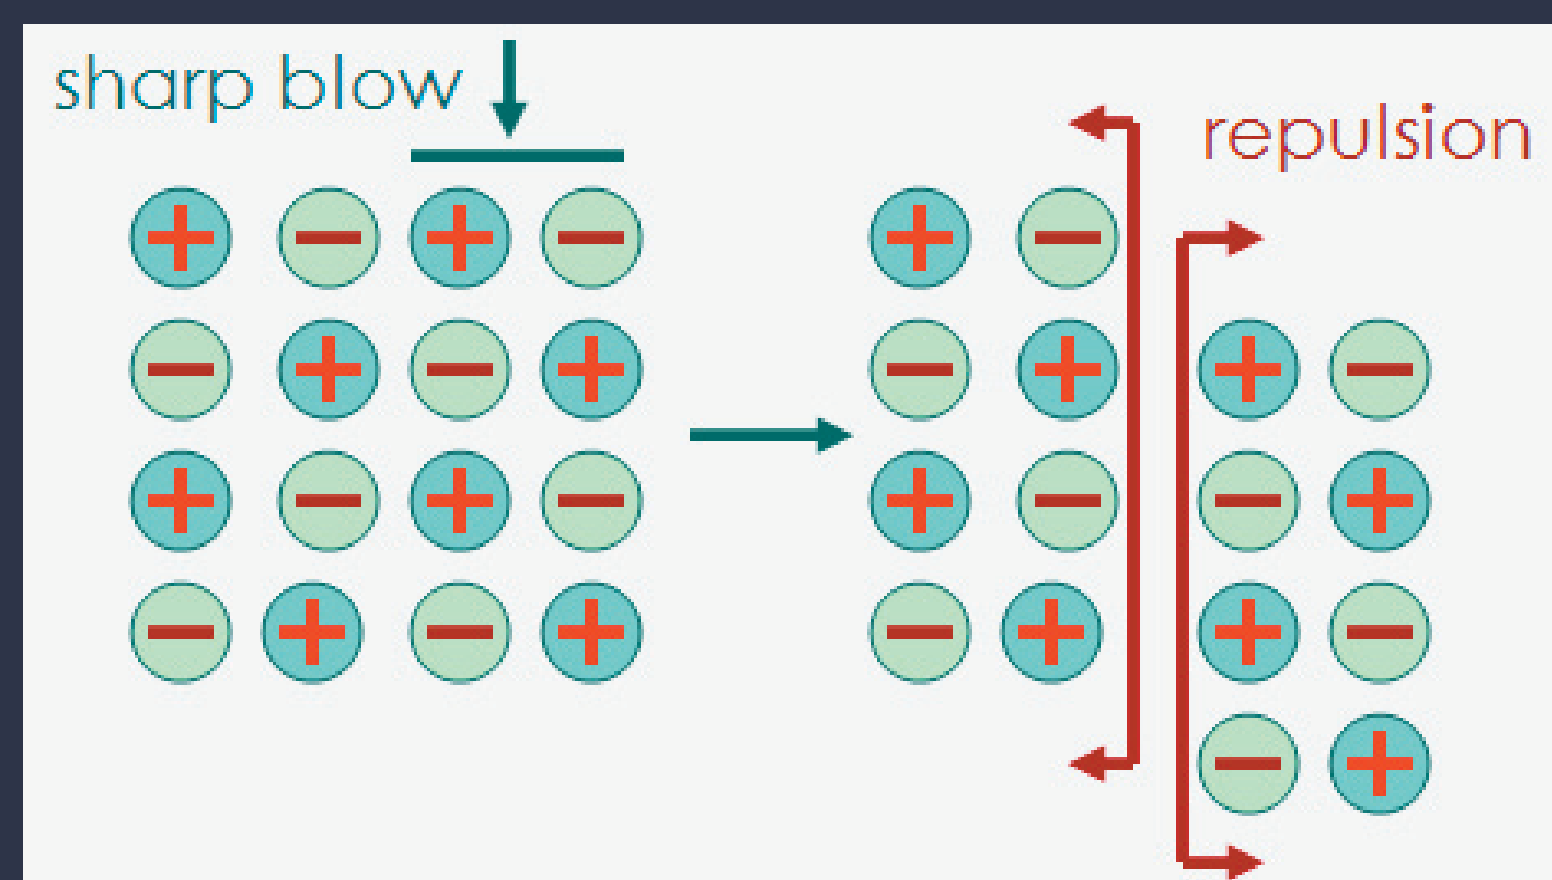 sharp blow
repulsion
+ − + −
+ −
− + − +
− +
+ −
+ − + −
+ −
− +
− + − +
− +
+ −
− +